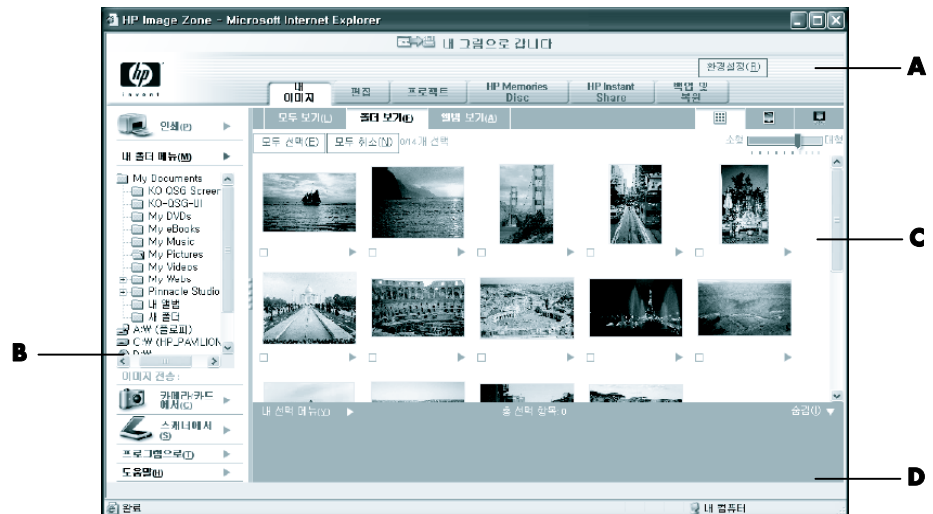 HP Image Zone - Microsoft Internet Explorer
내 그림으로 갑니다
hp
invent
환경설정(R)
A
내 이미지
편집
프로젝트
HP Memories Disc
HP Instant Share
백업 및 복원
인쇄(P)
모두 보기(L)
폴더 보기(F)
앨범 보기(A)
모두 선택(E)
모두 취소(N)
0/14개 선택
소형
대형
내 폴더 메뉴(M)
My Documents
KO QSG Screen
KO-QSG-UI
My DVDs
My eBooks
My Music
My Pictures
My Videos
My Webs
Pinnacle Studio
내 앨범
새 폴더
A:W (플로피)
C:W (HP_PAVILION
D:W
B
C
이미지 전송:
카메라/카드에서(C)
스캐너에서(S)
프로그램으로(T)
도움말(H)
내 선택 메뉴(Y)
총 선택 항목: 0
숨김(I)
D
완료
내 컴퓨터